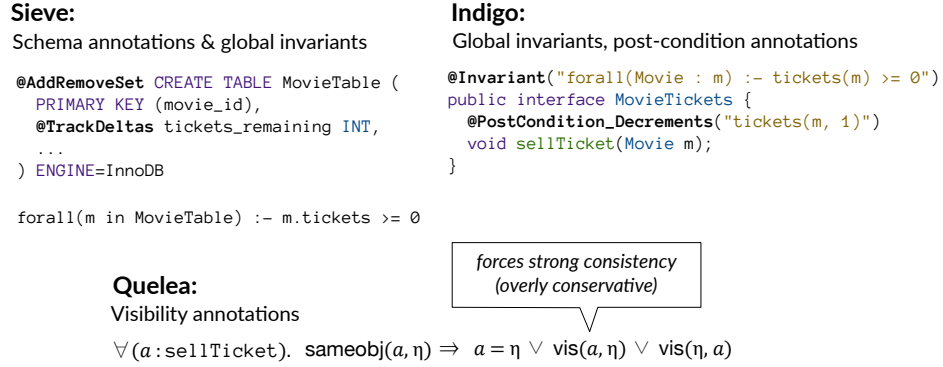 Sieve:
Schema annotations & global invariants
@AddRemoveSet CREATE TABLE MovieTable (
PRIMARY KEY (movie_id),
@TrackDeltas tickets_remaining INT,
...
) ENGINE=InnoDB
forall(m in MovieTable) :- m.tickets >= 0
Indigo:
Global invariants, post-condition annotations
@Invariant("forall(Movie : m) :- tickets(m) >= 0")
public interface MovieTickets {
@PostCondition_Decrements("tickets(m, 1)")
void sellTicket(Movie m);
}
forces strong consistency
(overly conservative)
Quelea:
Visibility annotations
∀(a:sellTicket). sameobj(a, η) ⇒ a = η ∨ vis(a, η) ∨ vis(η, a)